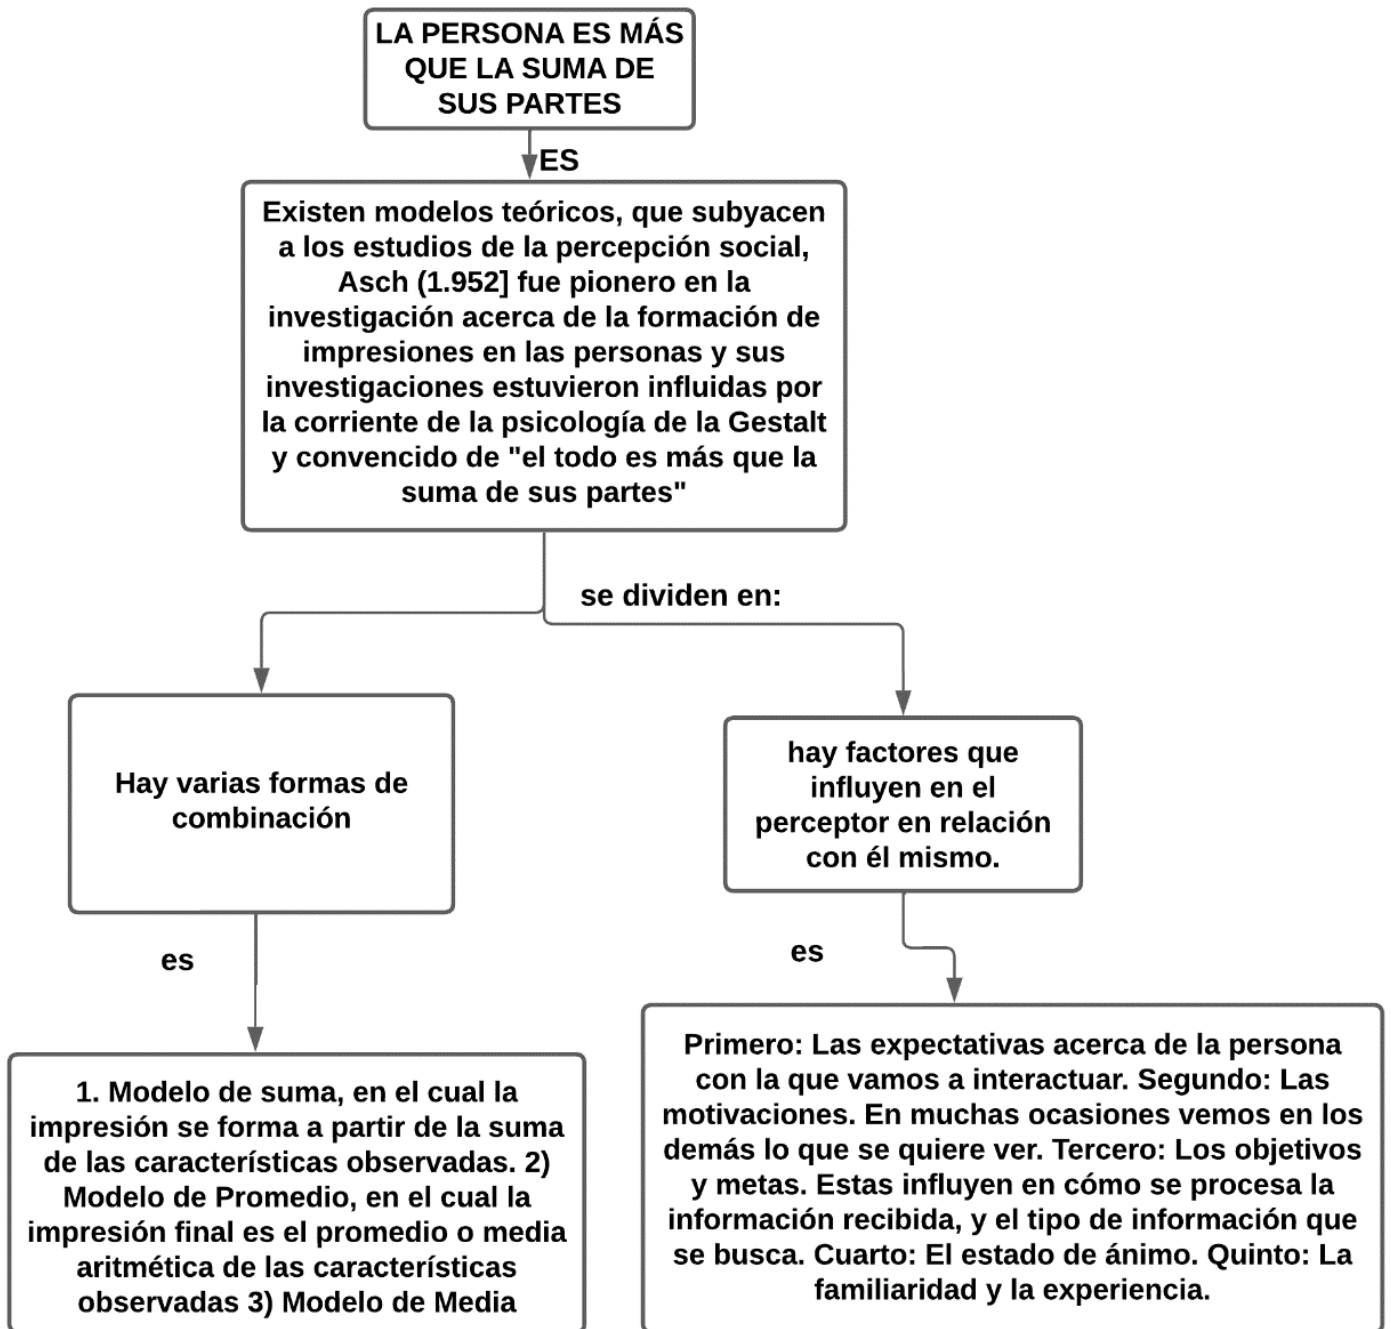 LA PERSONA ES MÁS
QUE LA SUMA DE
SUS PARTES
ES
Existen modelos teóricos, que subyacen
a los estudios de la percepción social,
Asch (1.952] fue pionero en la
investigación acerca de la formación de
impresiones en las personas y sus
investigaciones estuvieron influidas por
la corriente de la psicología de la Gestalt
y convencido de "el todo es más que la
suma de sus partes"
se dividen en:
Hay varias formas de
combinación
es
1. Modelo de suma, en el cual la
impresión se forma a partir de la suma
de las características observadas. 2)
Modelo de Promedio, en el cual la
impresión final es el promedio o media
aritmética de las características
observadas 3) Modelo de Media
hay factores que
influyen en el
perceptor en relación
con él mismo.
es
Primero: Las expectativas acerca de la persona
con la que vamos a interactuar. Segundo: Las
motivaciones. En muchas ocasiones vemos en los
demás lo que se quiere ver. Tercero: Los objetivos
y metas. Estas influyen en cómo se procesa la
información recibida, y el tipo de información que
se busca. Cuarto: El estado de ánimo. Quinto: La
familiaridad y la experiencia.